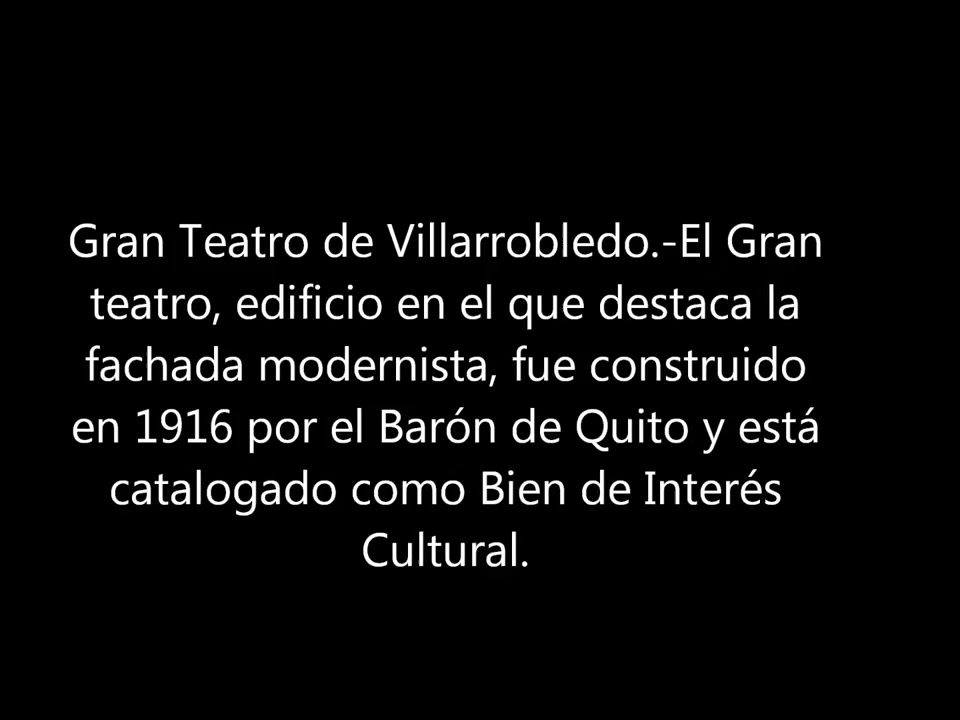 Gran Teatro de Villarrobledo.-El Gran
teatro, edificio en el que destaca la
fachada modernista, fue construido
en 1916 por el Barón de Quito y está
catalogado como Bien de Interés
Cultural.